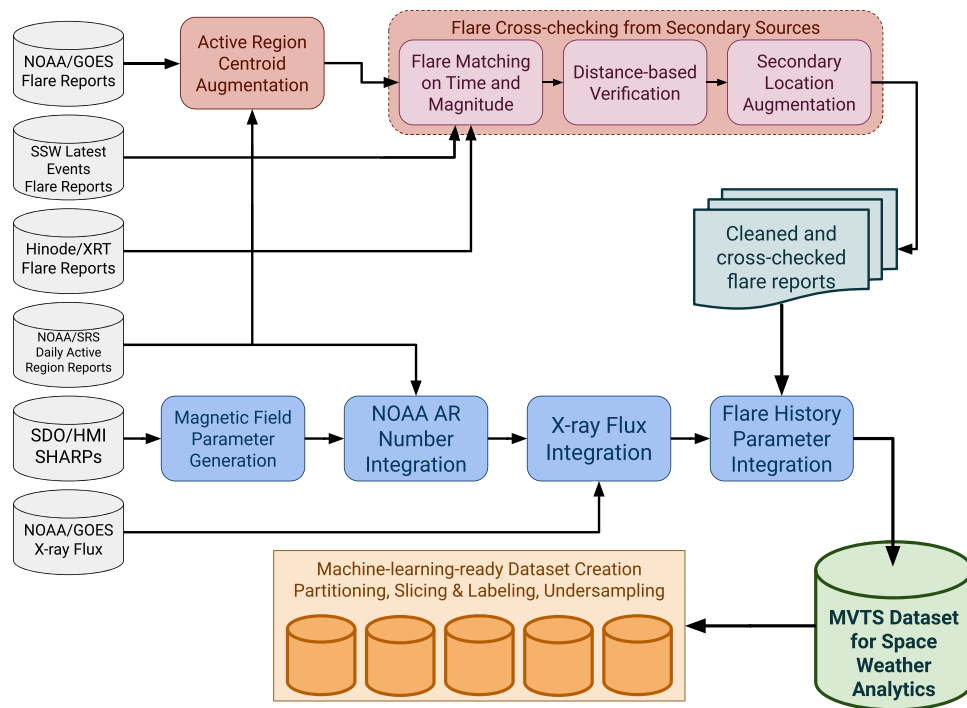 NOAA/GOES
Flare Reports
Active Region
Centroid
Augmentation
Flare Cross-checking from Secondary Sources
Flare Matching
on Time and
Magnitude
Distance-based
Verification
Secondary
Location
Augmentation
SSW Latest
Events
Flare Reports
Hinode/XRT
Flare Reports
Cleaned and
cross-checked
flare reports
NOAA/SRS
Daily Active
Region Reports
SDO/HMI
SHARPs
Magnetic Field
Parameter
Generation
NOAA AR
Number
Integration
X-ray Flux
Integration
Flare History
Parameter
Integration
NOAA/GOES
X-ray Flux
Machine-learning-ready Dataset Creation
Partitioning, Slicing & Labeling, Undersampling
MVTS Dataset
for Space
Weather
Analytics